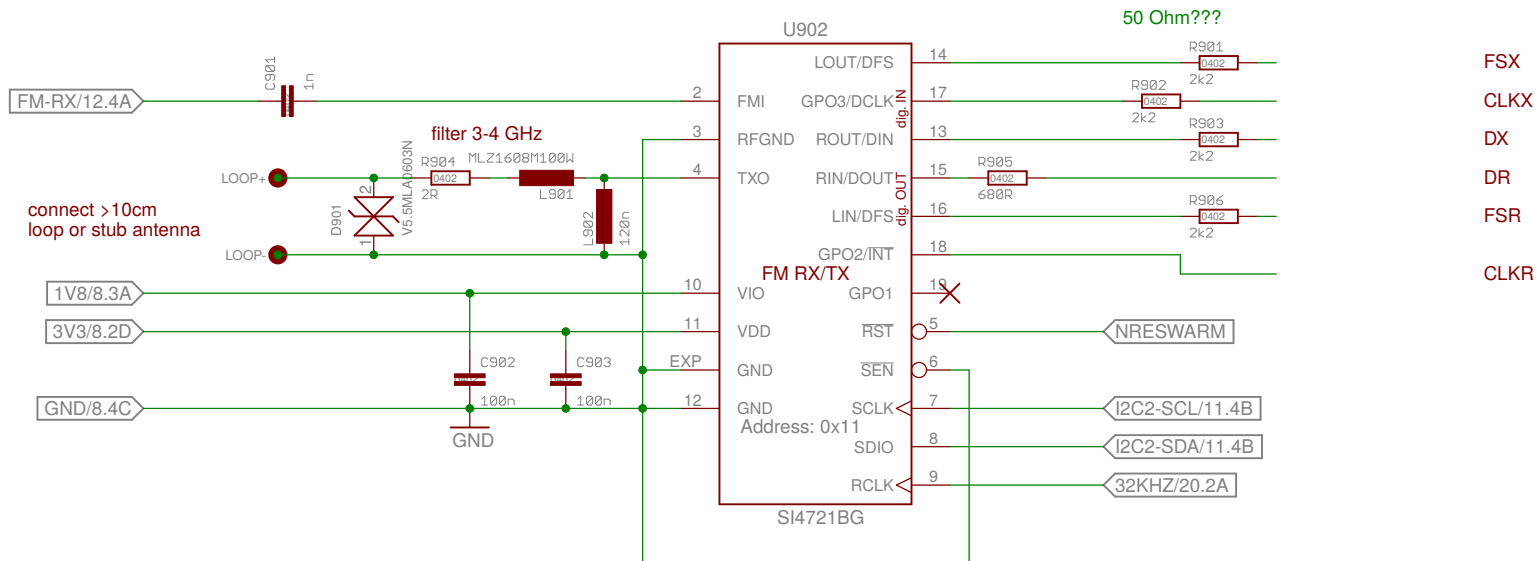 50 Ohm???
U902
C901
1n
FM-RX/12.4A
2
FMI
3
RFGND
4
TXO
10
VIO
11
VDD
EXP
GND
12
GND
Address: 0x11
FM RX/TX
SI4721BG
LOUT/DFS
14
GPO3/DCLK
17
ROUT/DIN
13
RIN/DOUT
15
LIN/DFS
16
GPO2/INT
18
GPO1
19
RST
5
SEN
6
SCLK
7
SDIO
8
RCLK
9
dig. IN
dig. OUT
R901
0402
2k2
FSX
R902
0402
2k2
CLKX
R903
0402
2k2
DX
R905
0402
680R
DR
R906
0402
2k2
FSR
CLKR
NRESWARM
I2C2-SCL/11.4B
I2C2-SDA/11.4B
32KHZ/20.2A
filter 3-4 GHz
R904
0402
2R
MLZ1608M100W
L901
L902
120n
LOOP+
LOOP-
D901
2
1
V5.5MLA0603N
connect >10cm
loop or stub antenna
1V8/8.3A
3V3/8.2D
GND/8.4C
C902
100n
C903
100n
GND